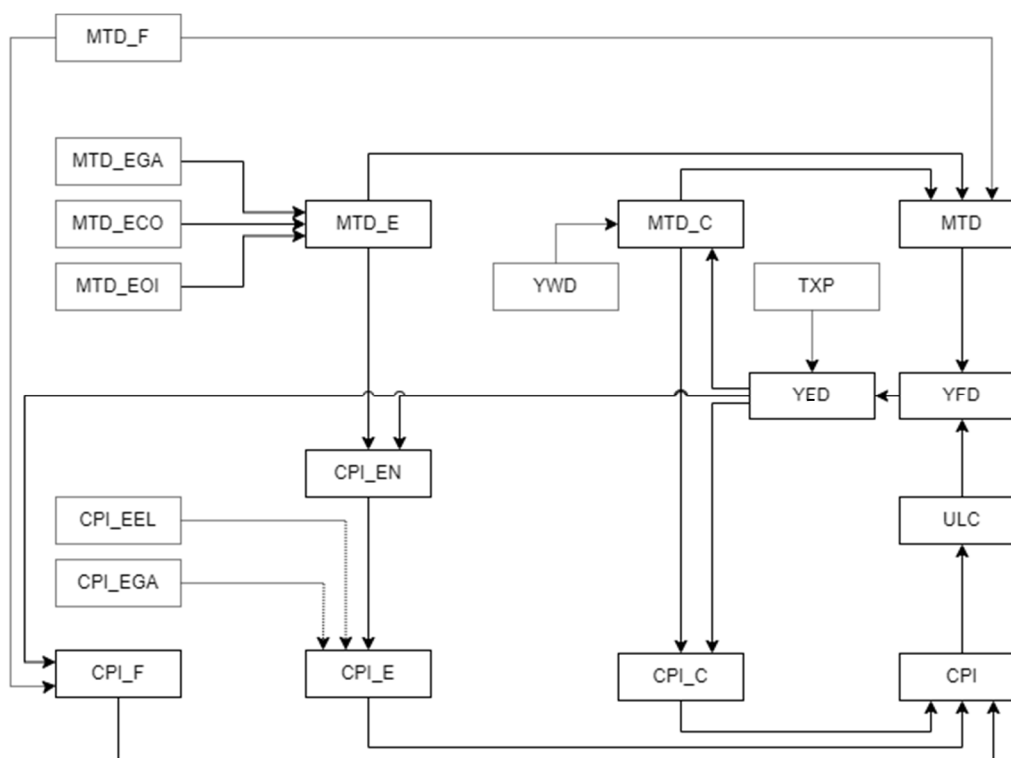 MTD_F
MTD_EGA
MTD_ECO
MTD_E
MTD_C
MTD
MTD_EOI
YWD
TXP
YED
YFD
CPI_EN
CPI_EEL
ULC
CPI_EGA
CPI_F
CPI_E
CPI_C
CPI